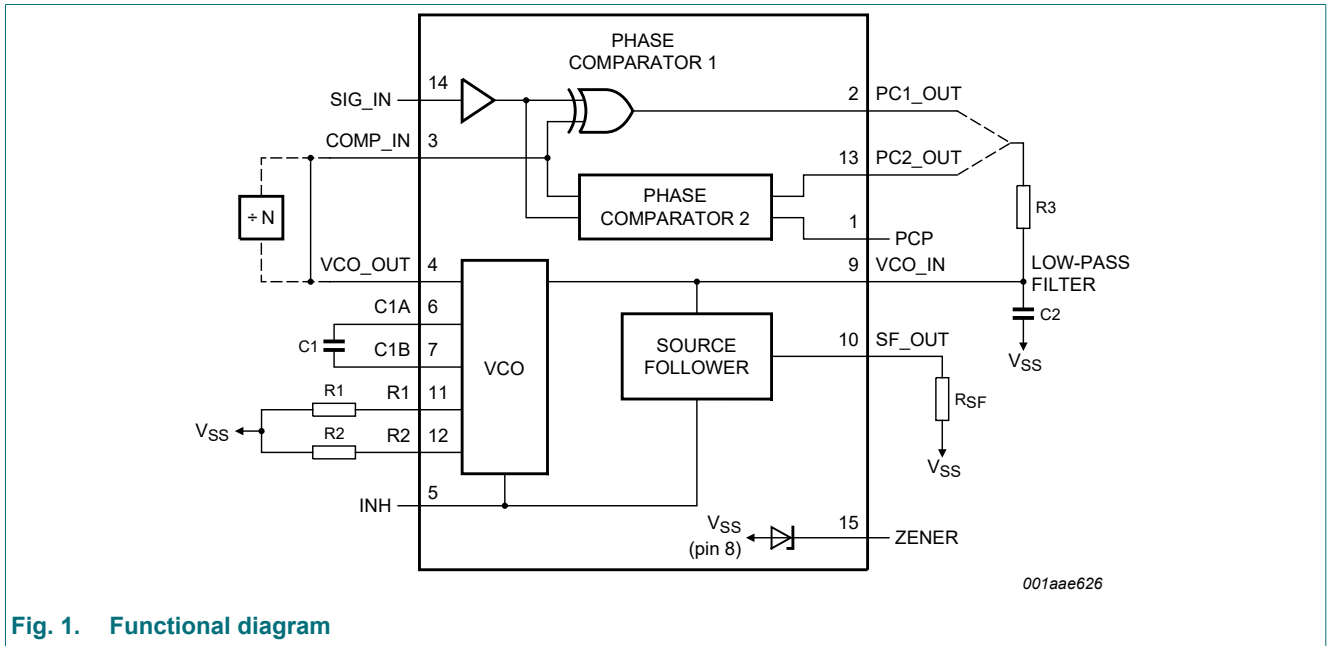 PHASE
COMPARATOR 1
14
SIG_IN
2 PC1_OUT
COMP_IN 3
13 PC2_OUT
PHASE
COMPARATOR 2
÷ N
R3
1
PCP
VCO_OUT 4
9 VCO_IN
LOW-PASS
FILTER
C1A 6
C2
C1
C1B 7
VCO
SOURCE
FOLLOWER
10 SF_OUT
VSS
R1 R1 11
RSF
VSS
R2 R2 12
VSS
INH 5
VSS
(pin 8)
15
ZENER
001aae626
Fig. 1. Functional diagram